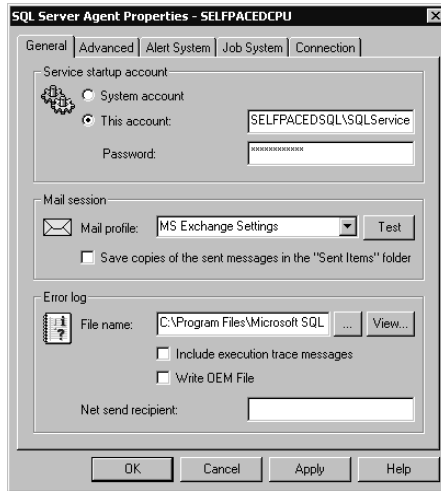 SQL Server Agent Properties - SELFPACEDCPU
General Advanced Alert System Job System Connection
Service startup account
System account
This account: SELFPACEDSQL\SQLService
Password: ************
Mail session
Mail profile: MS Exchange Settings Test
Save copies of the sent messages in the "Sent Items" folder
Error log
File name: C:\Program Files\Microsoft SQL ... View...
Include execution trace messages
Write OEM File
Net send recipient:
OK Cancel Apply Help